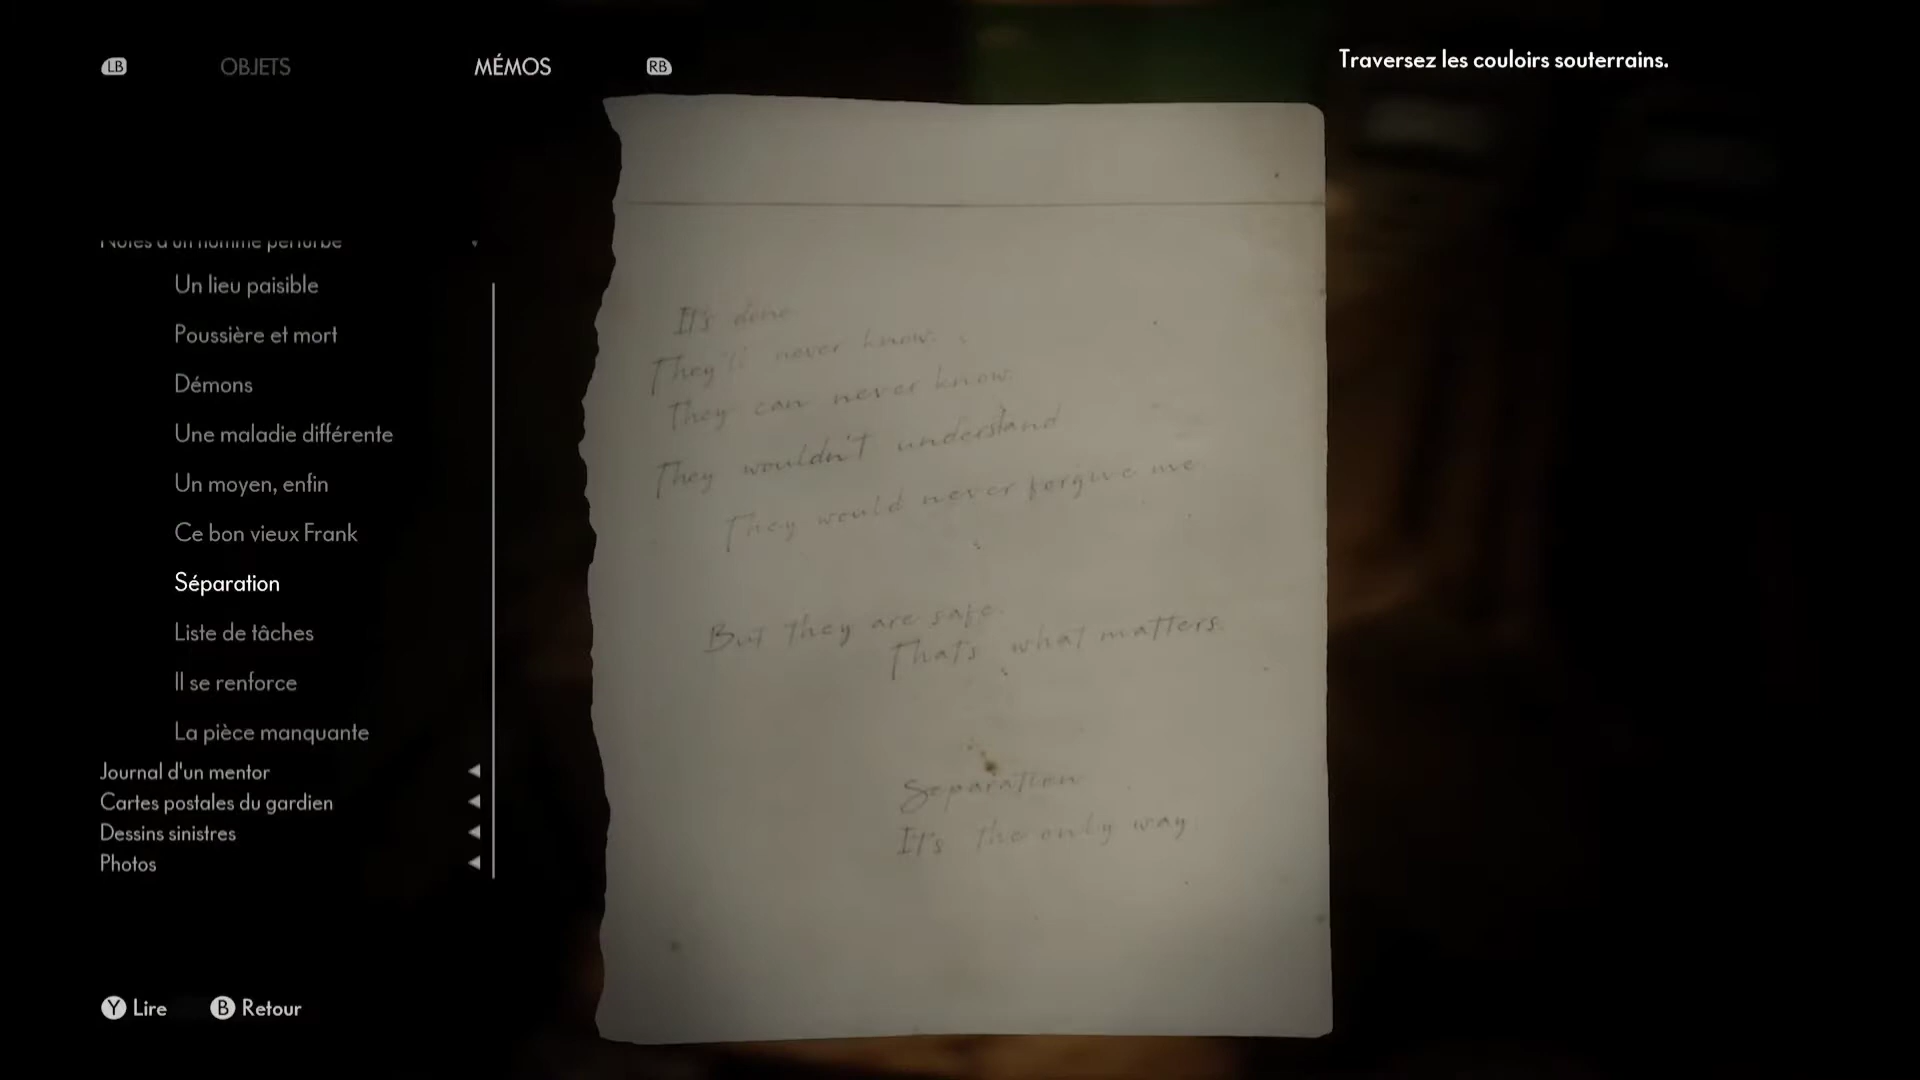 LB OBJETS MÉMOS RB
Traversez les couloirs souterrains.
Notes d'un homme perturbé
Un lieu paisible
Poussière et mort
Démons
Une maladie différente
Un moyen, enfin
Ce bon vieux Frank
Séparation
Liste de tâches
Il se renforce
La pièce manquante
Journal d'un mentor
Cartes postales du gardien
Dessins sinistres
Photos
Y Lire B Retour
It's done
They'll never know.
They can never know.
They wouldn't understand
They would never forgive me.
But they are safe.
That's what matters.
Separation
It's the only way